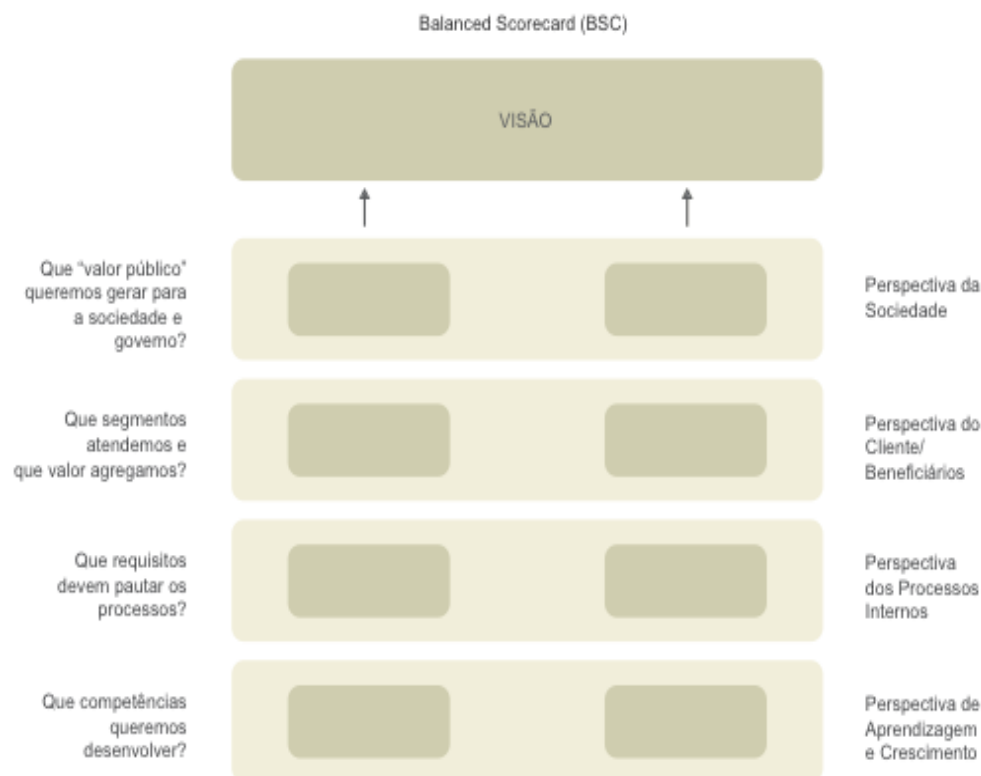 Balanced Scorecard (BSC)
VISÃO
Que “valor público”
queremos gerar para
a sociedade e
governo?
Perspectiva da
Sociedade
Que segmentos
atendemos e
que valor agregamos?
Perspectiva do
Cliente/
Beneficiários
Que requisitos
devem pautar os
processos?
Perspectiva
dos Processos
Internos
Que competências
queremos
desenvolver?
Perspectiva de
Aprendizagem
e Crescimento